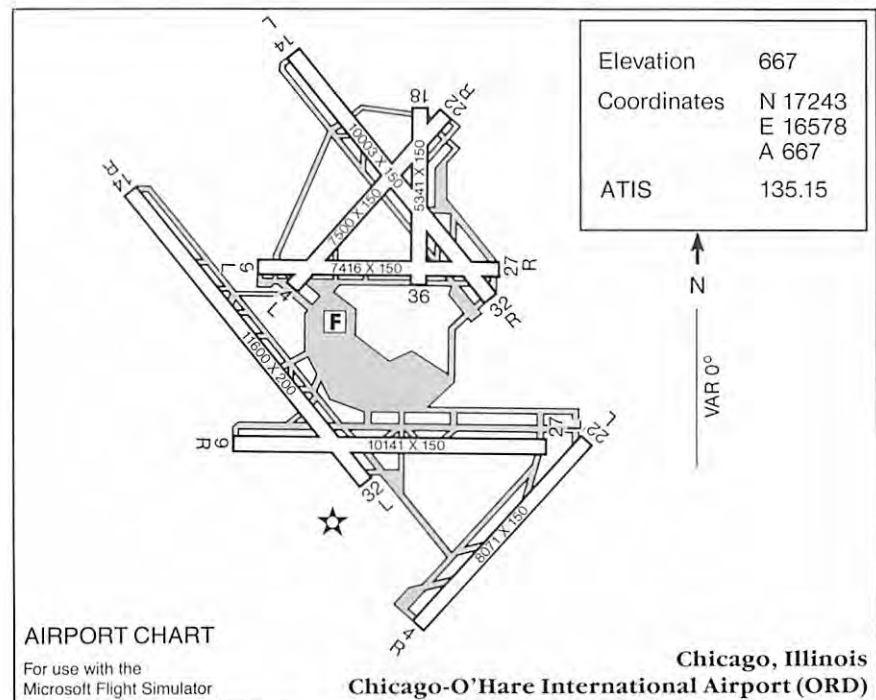 14 L
18
22 R
10003 X 150
5341 X 150
7500 X 150
14 R
9 L
7416 X 150
27 R
4 L
36
32 R
F
11600 X 200
9 R
10141 X 150
27 L
22 L
32 L
8071 X 150
4 R
Elevation 667
Coordinates N 17243
E 16578
A 667
ATIS 135.15
N
VAR 0°
AIRPORT CHART
For use with the
Microsoft Flight Simulator
Chicago, Illinois
Chicago-O'Hare International Airport (ORD)